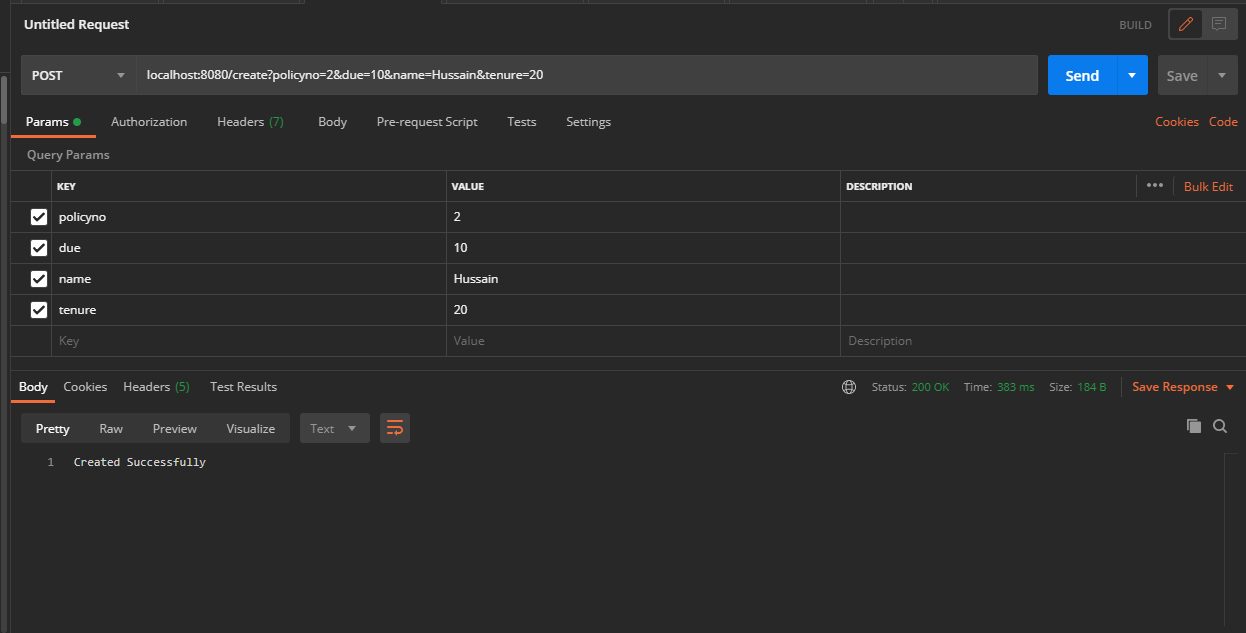 Untitled Request
BUILD
POST localhost:8080/create?policyno=2&due=10&name=Hussain&tenure=20 Send Save
Params Authorization Headers (7) Body Pre-request Script Tests Settings Cookies Code
Query Params
KEY VALUE DESCRIPTION ••• Bulk Edit
policyno 2
due 10
name Hussain
tenure 20
Key Value Description
Body Cookies Headers (5) Test Results Status: 200 OK Time: 383 ms Size: 184 B Save Response
Pretty Raw Preview Visualize Text
1 Created Successfully